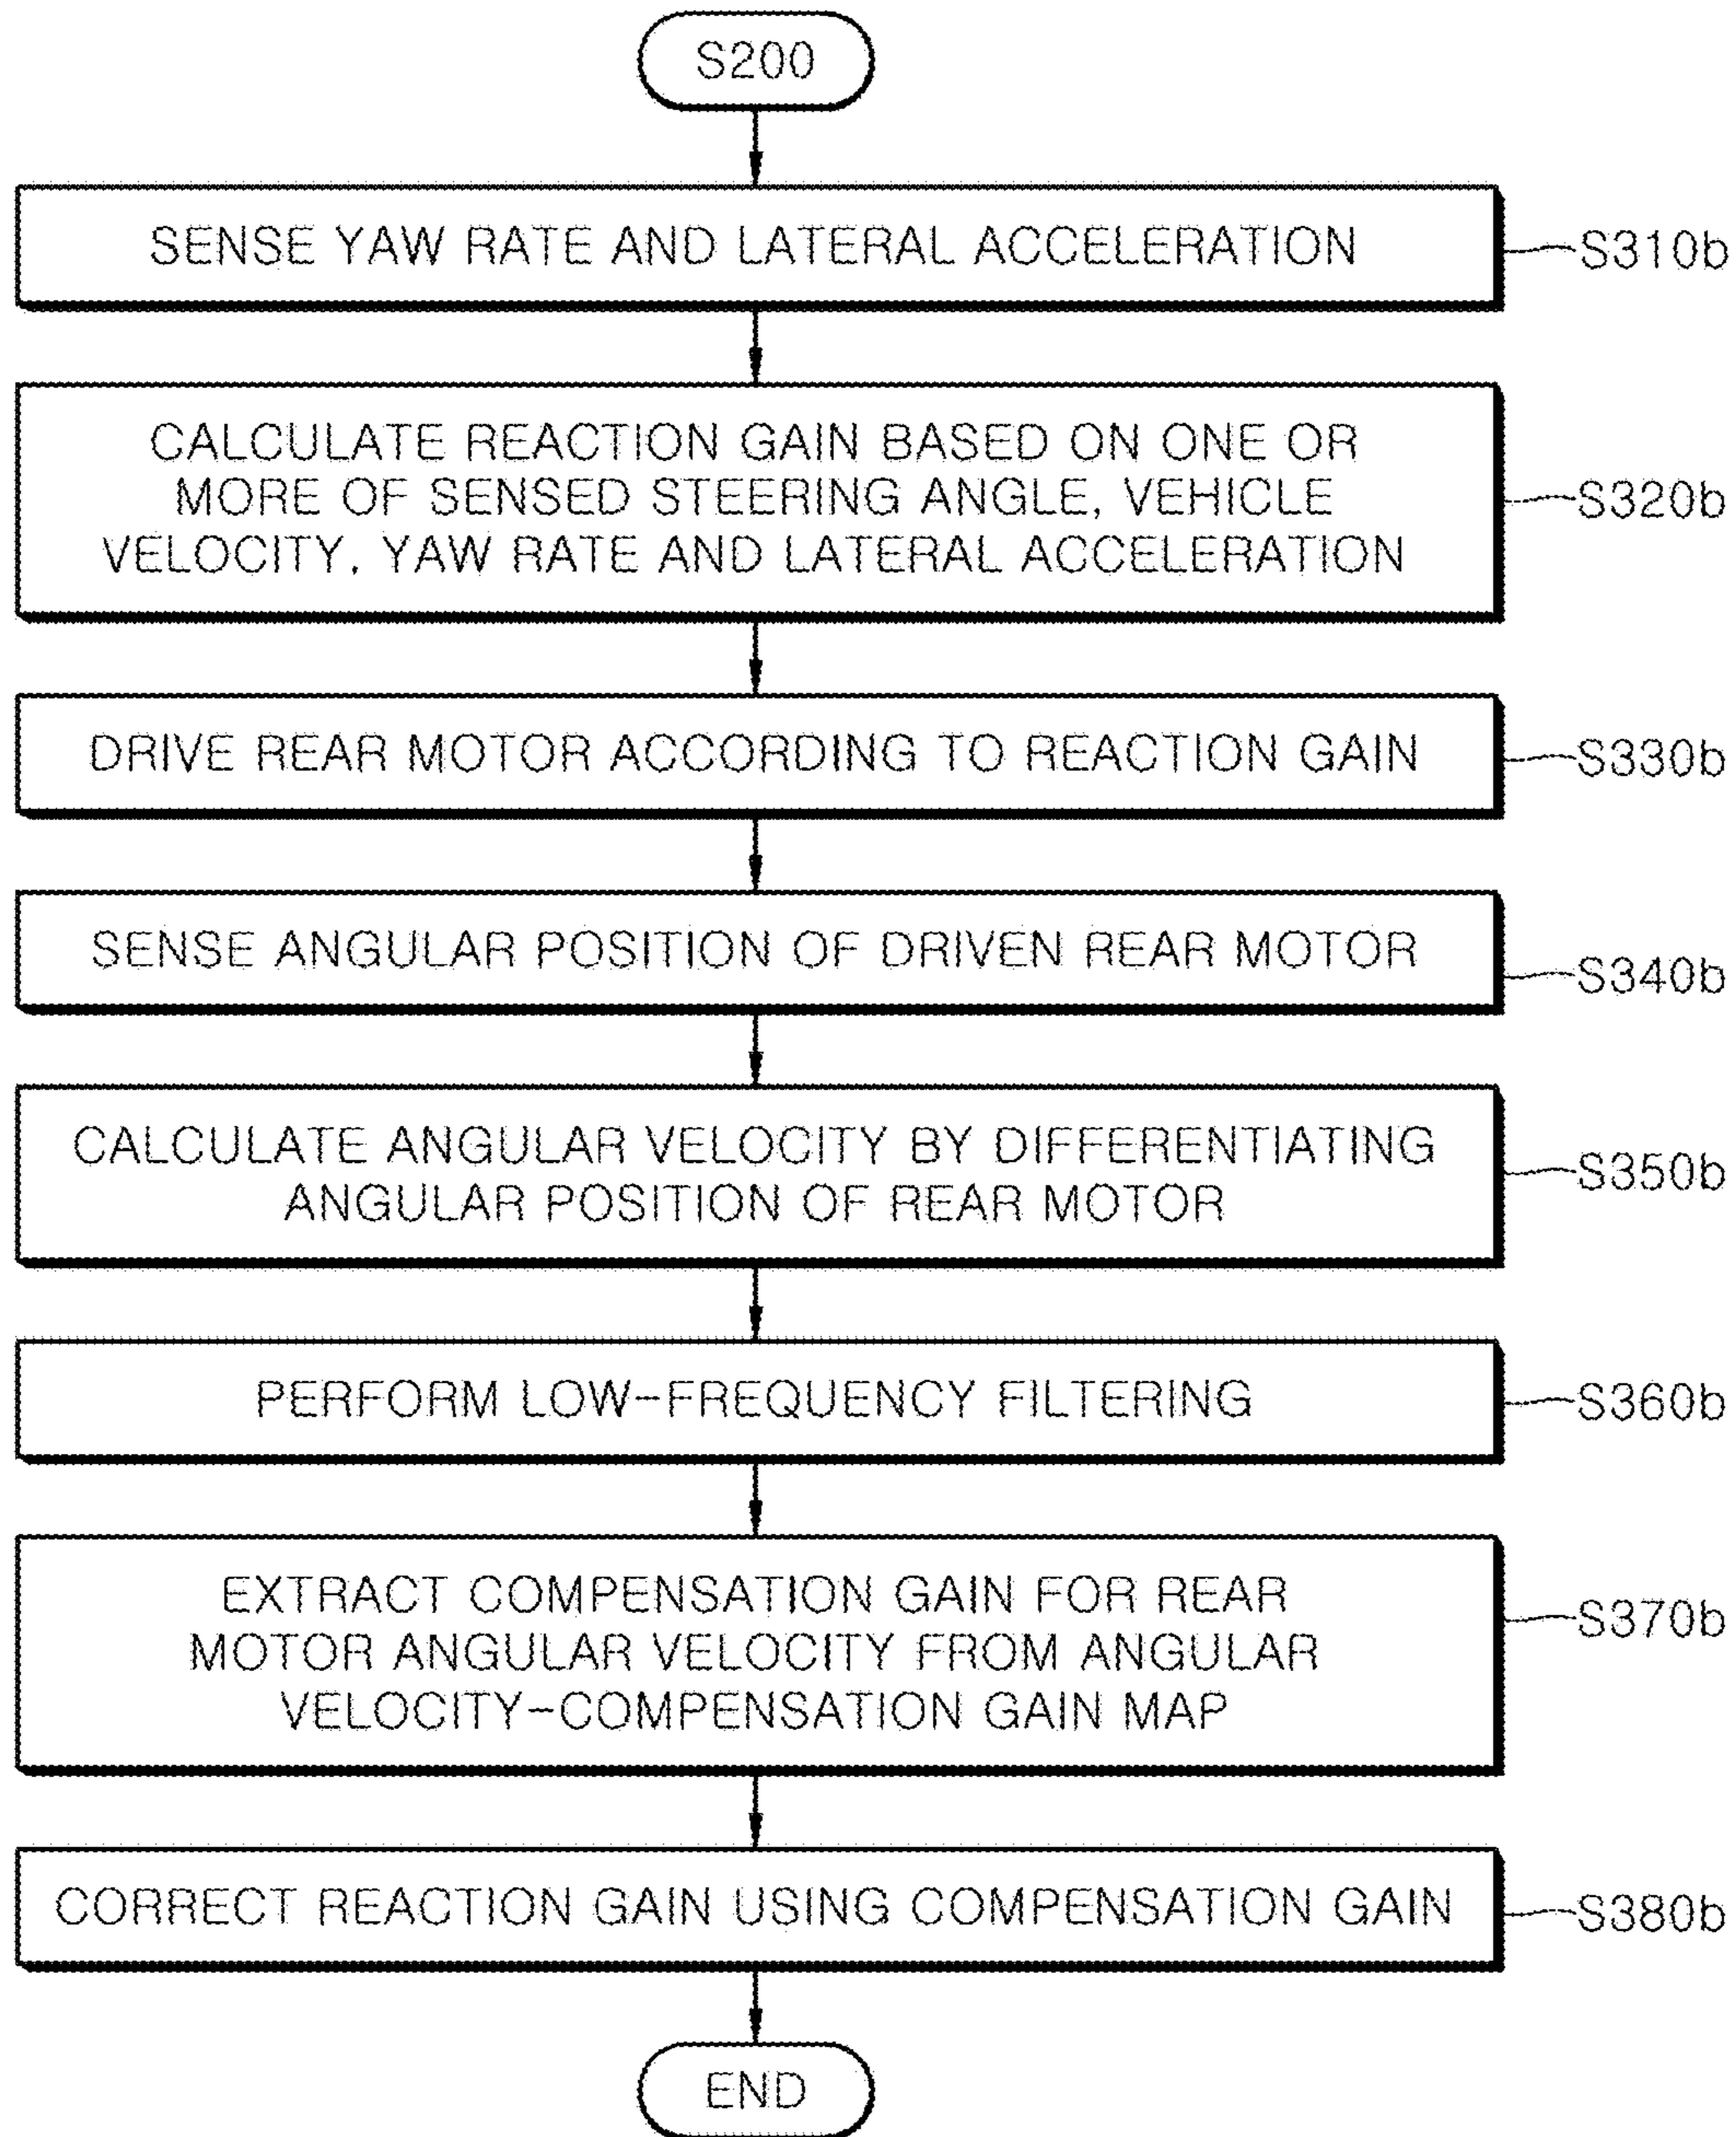 S200
SENSE YAW RATE AND LATERAL ACCELERATION
S310b
CALCULATE REACTION GAIN BASED ON ONE OR
MORE OF SENSED STEERING ANGLE, VEHICLE
VELOCITY, YAW RATE AND LATERAL ACCELERATION
S320b
DRIVE REAR MOTOR ACCORDING TO REACTION GAIN
S330b
SENSE ANGULAR POSITION OF DRIVEN REAR MOTOR
S340b
CALCULATE ANGULAR VELOCITY BY DIFFERENTIATING
ANGULAR POSITION OF REAR MOTOR
S350b
PERFORM LOW-FREQUENCY FILTERING
S360b
EXTRACT COMPENSATION GAIN FOR REAR
MOTOR ANGULAR VELOCITY FROM ANGULAR
VELOCITY-COMPENSATION GAIN MAP
S370b
CORRECT REACTION GAIN USING COMPENSATION GAIN
S380b
END